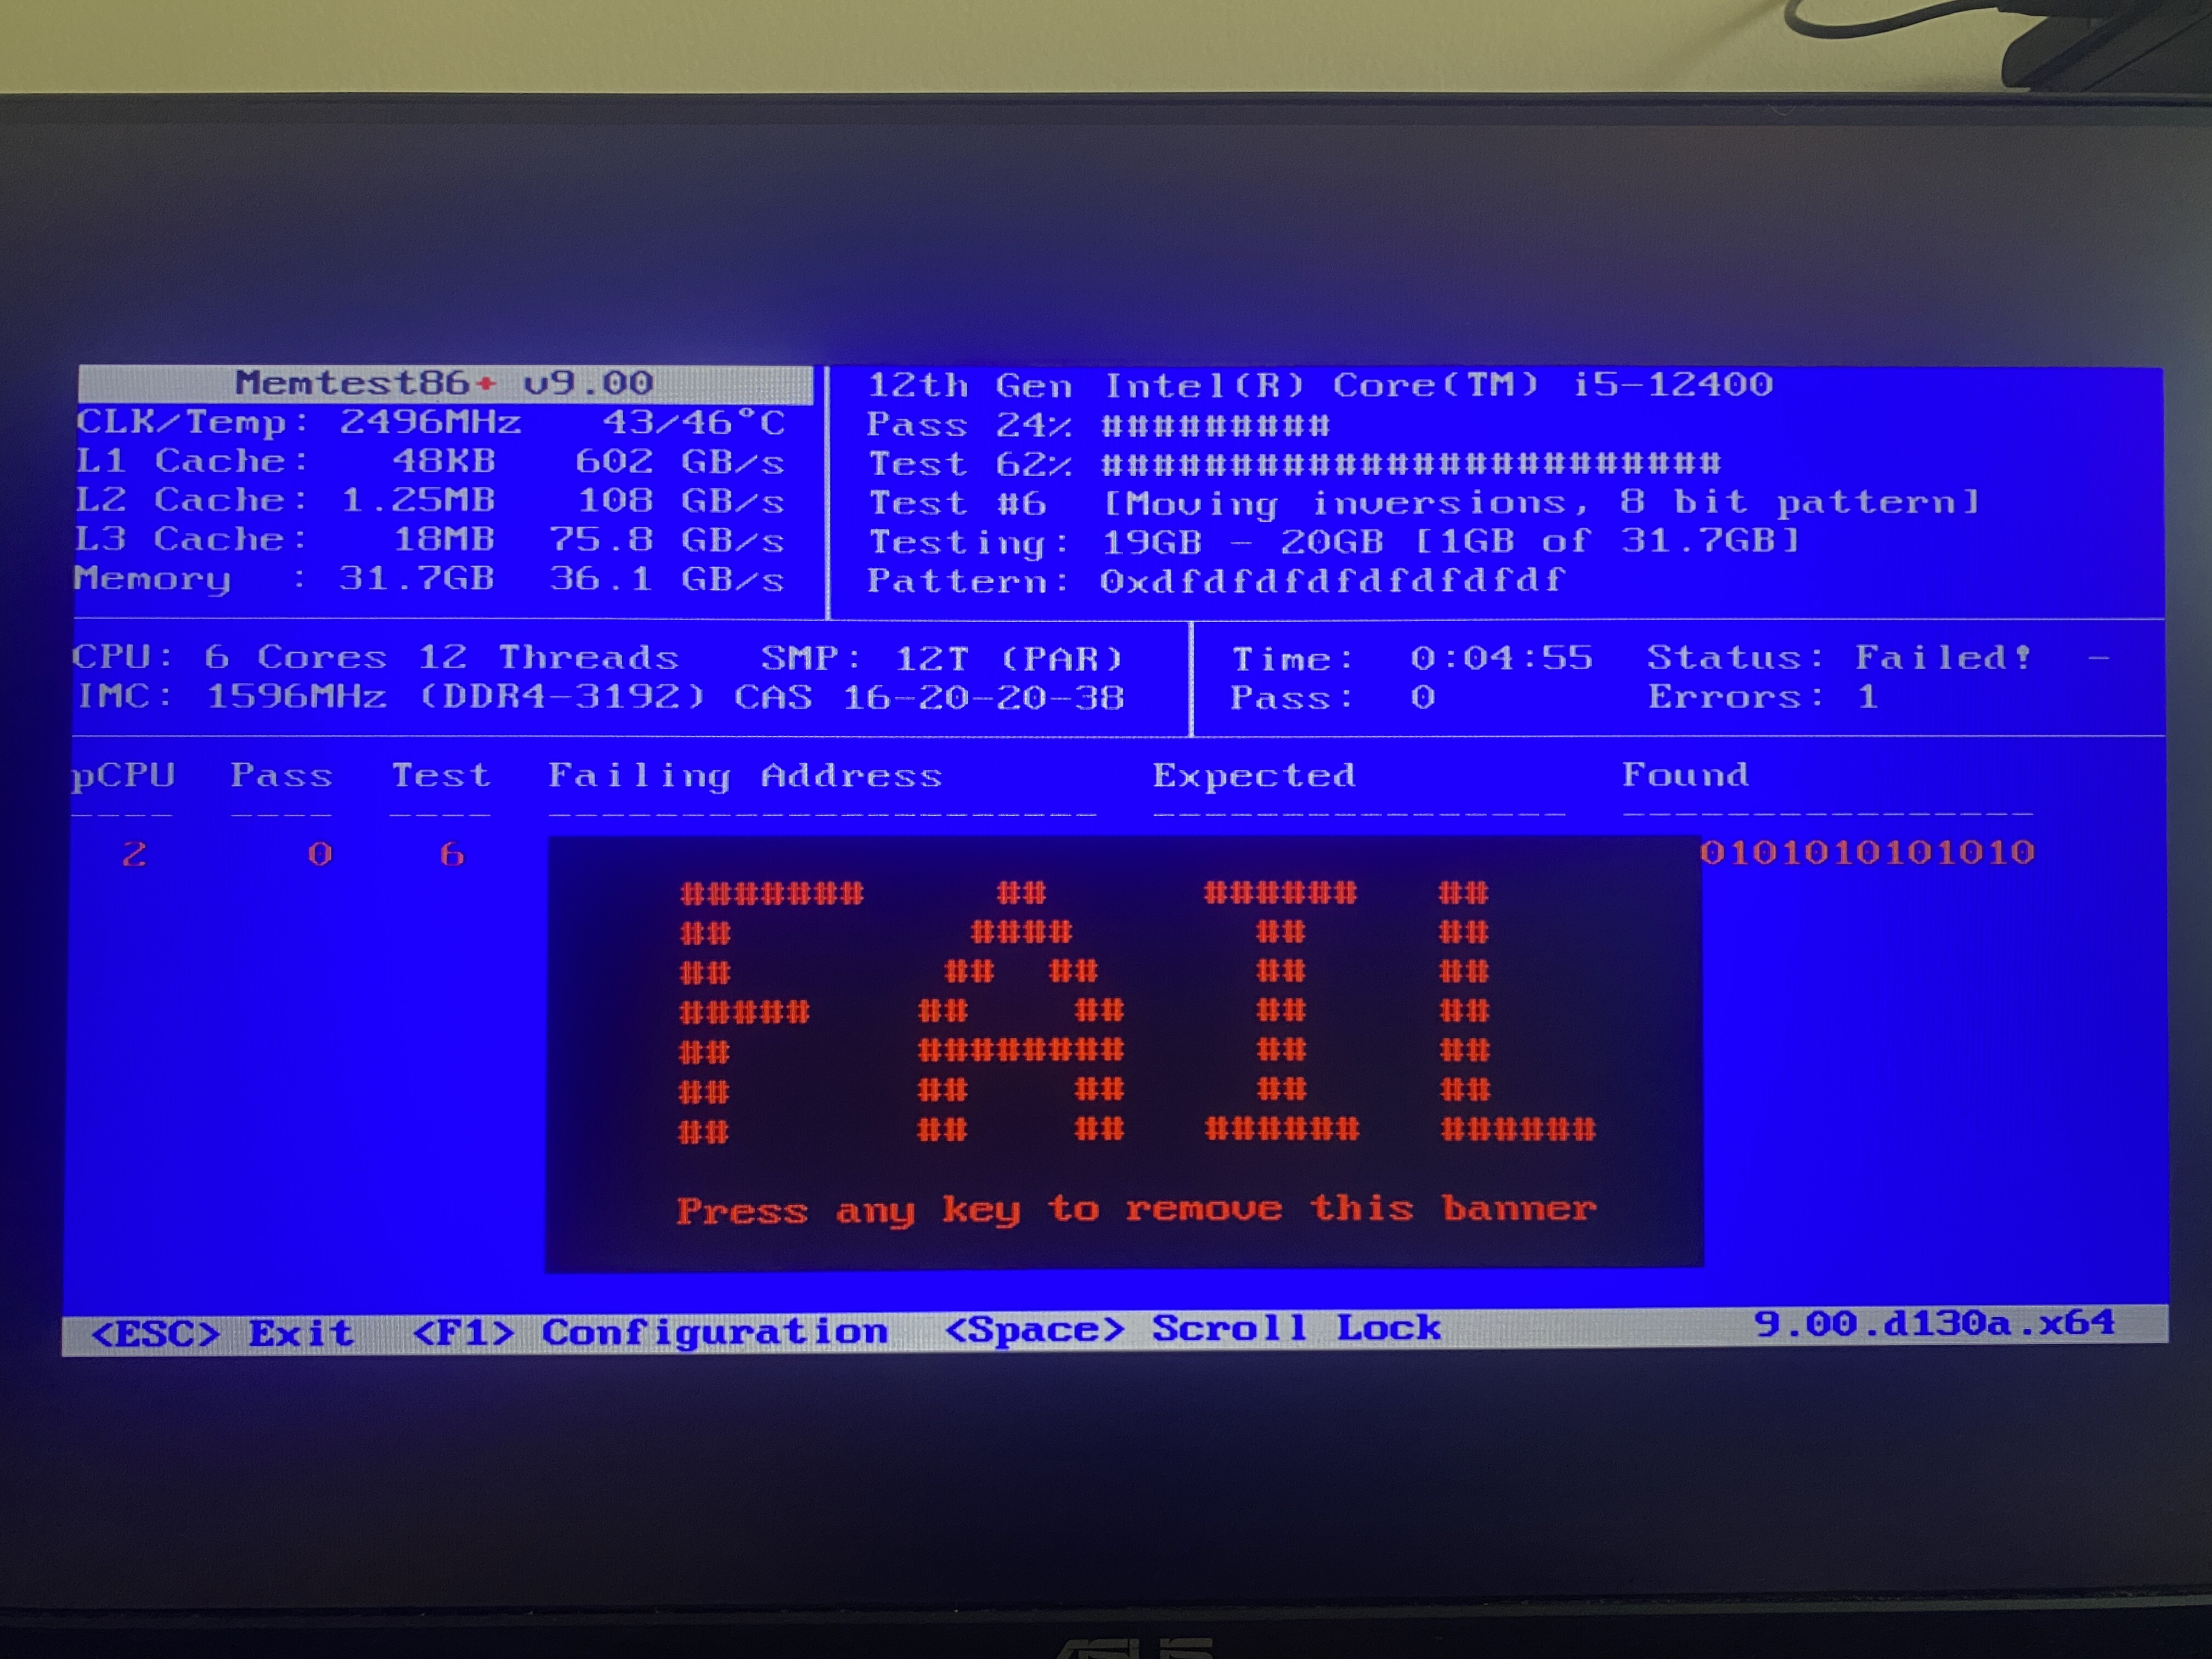 Memtest86+ v9.00
12th Gen Intel(R) Core(TM) i5-12400
CLK/Temp: 2496MHz 43/46°C
Pass 24% #########
L1 Cache: 48KB 602 GB/s
Test 62% ########################
L2 Cache: 1.25MB 108 GB/s
Test #6 [Moving inversions, 8 bit pattern]
L3 Cache: 18MB 75.8 GB/s
Testing: 19GB - 20GB [1GB of 31.7GB]
Memory : 31.7GB 36.1 GB/s
Pattern: 0xdfdfdfdfdfdfdfdf
CPU: 6 Cores 12 Threads SMP: 12T (PAR)
Time: 0:04:55 Status: Failed! -
IMC: 1596MHz (DDR4-3192) CAS 16-20-20-38
Pass: 0 Errors: 1
pCPU Pass Test Failing Address Expected Found
2 0 6 0101010101010
FAIL
Press any key to remove this banner
<ESC> Exit <F1> Configuration <Space> Scroll Lock 9.00.d130a.x64
ASUS